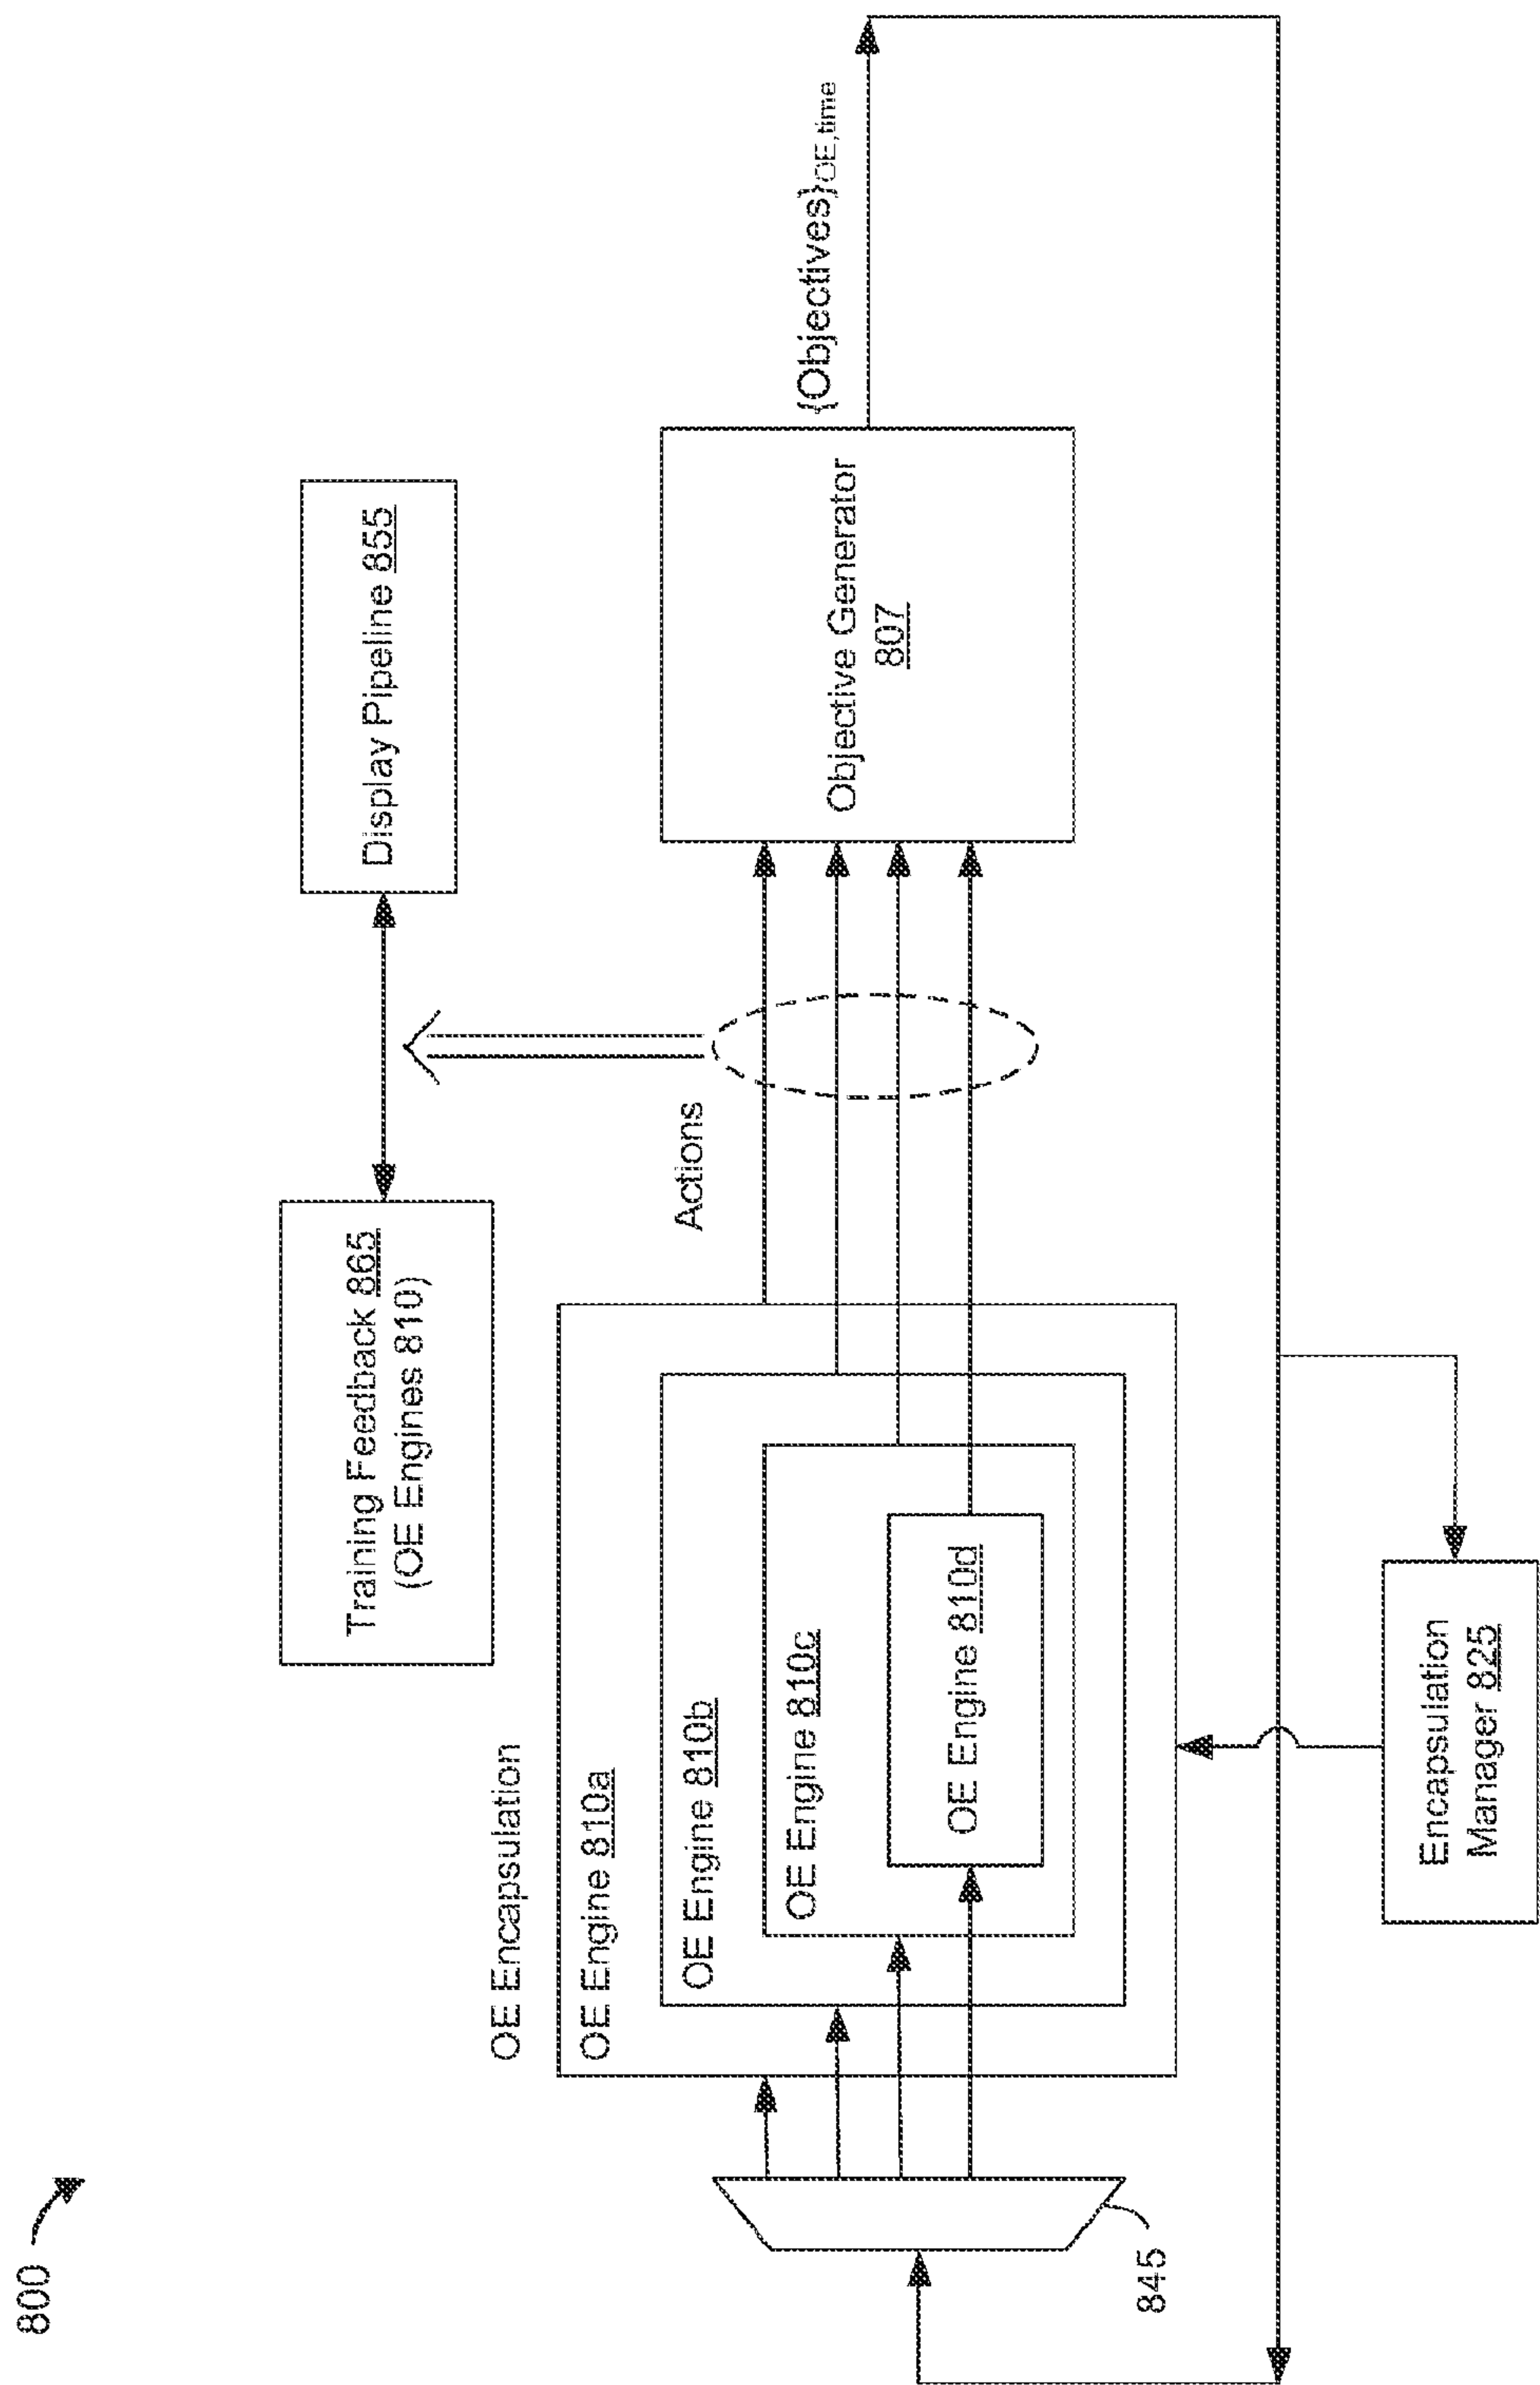 800
Training Feedback 865
(OE Engines 810)
Display Pipeline 855
OE Encapsulation
OE Engine 810a
OE Engine 810b
OE Engine 810c
OE Engine 810d
Actions
Objective Generator
807
{Objectives}OE,time
845
Encapsulation
Manager 825